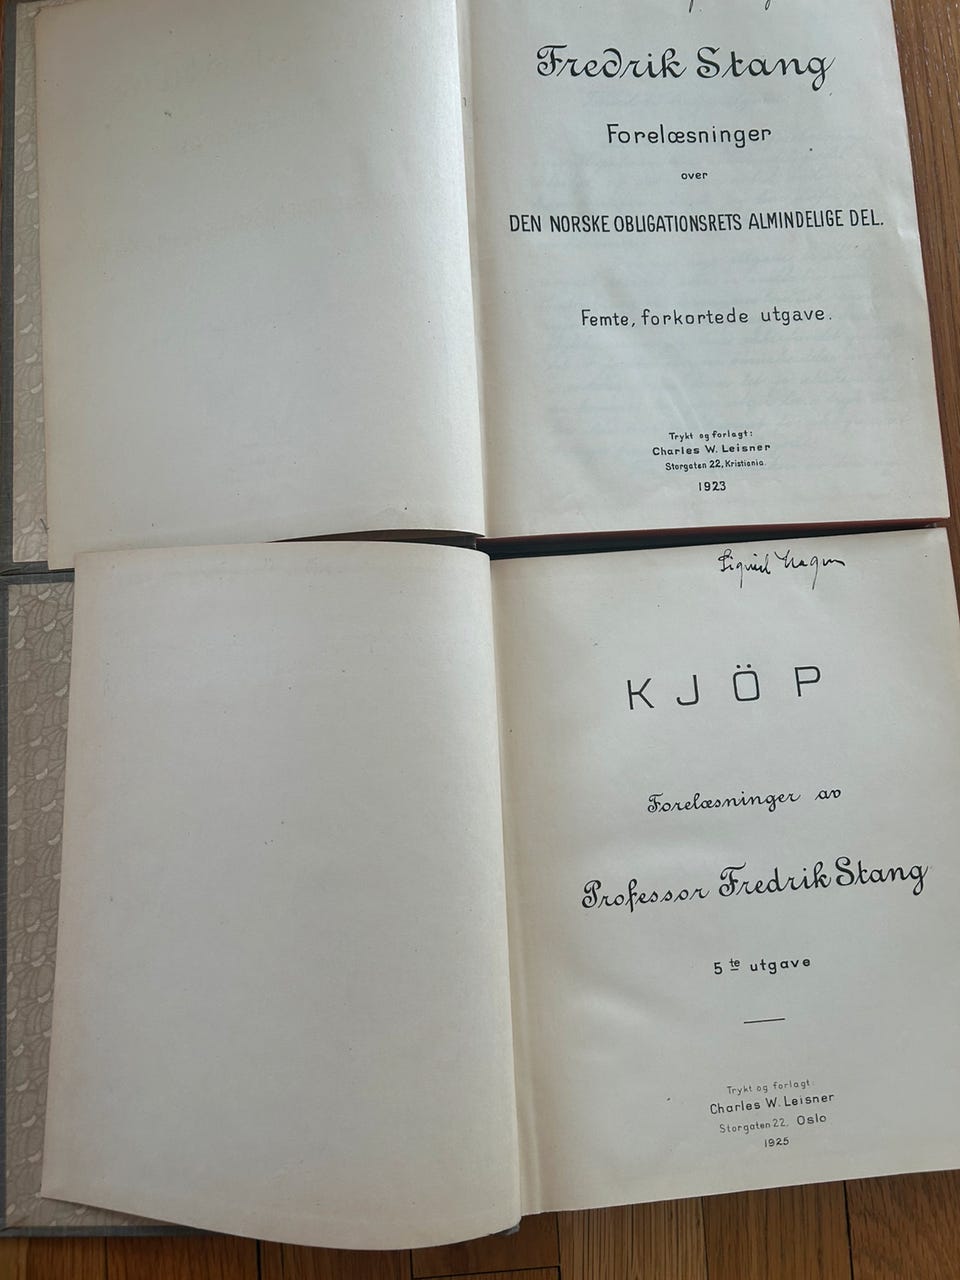 Fredrik Stang
Forelæsninger
over
DEN NORSKE OBLIGATIONSRETS ALMINDELIGE DEL.
Femte, forkortede utgave.
Trykt og forlagt:
Charles W. Leisner
Storgaten 22, Kristiania
1923
KJÖP
Forelæsninger av
Professor Fredrik Stang
5te utgave
Trykt og forlagt:
Charles W. Leisner
Storgaten 22, Oslo
1925